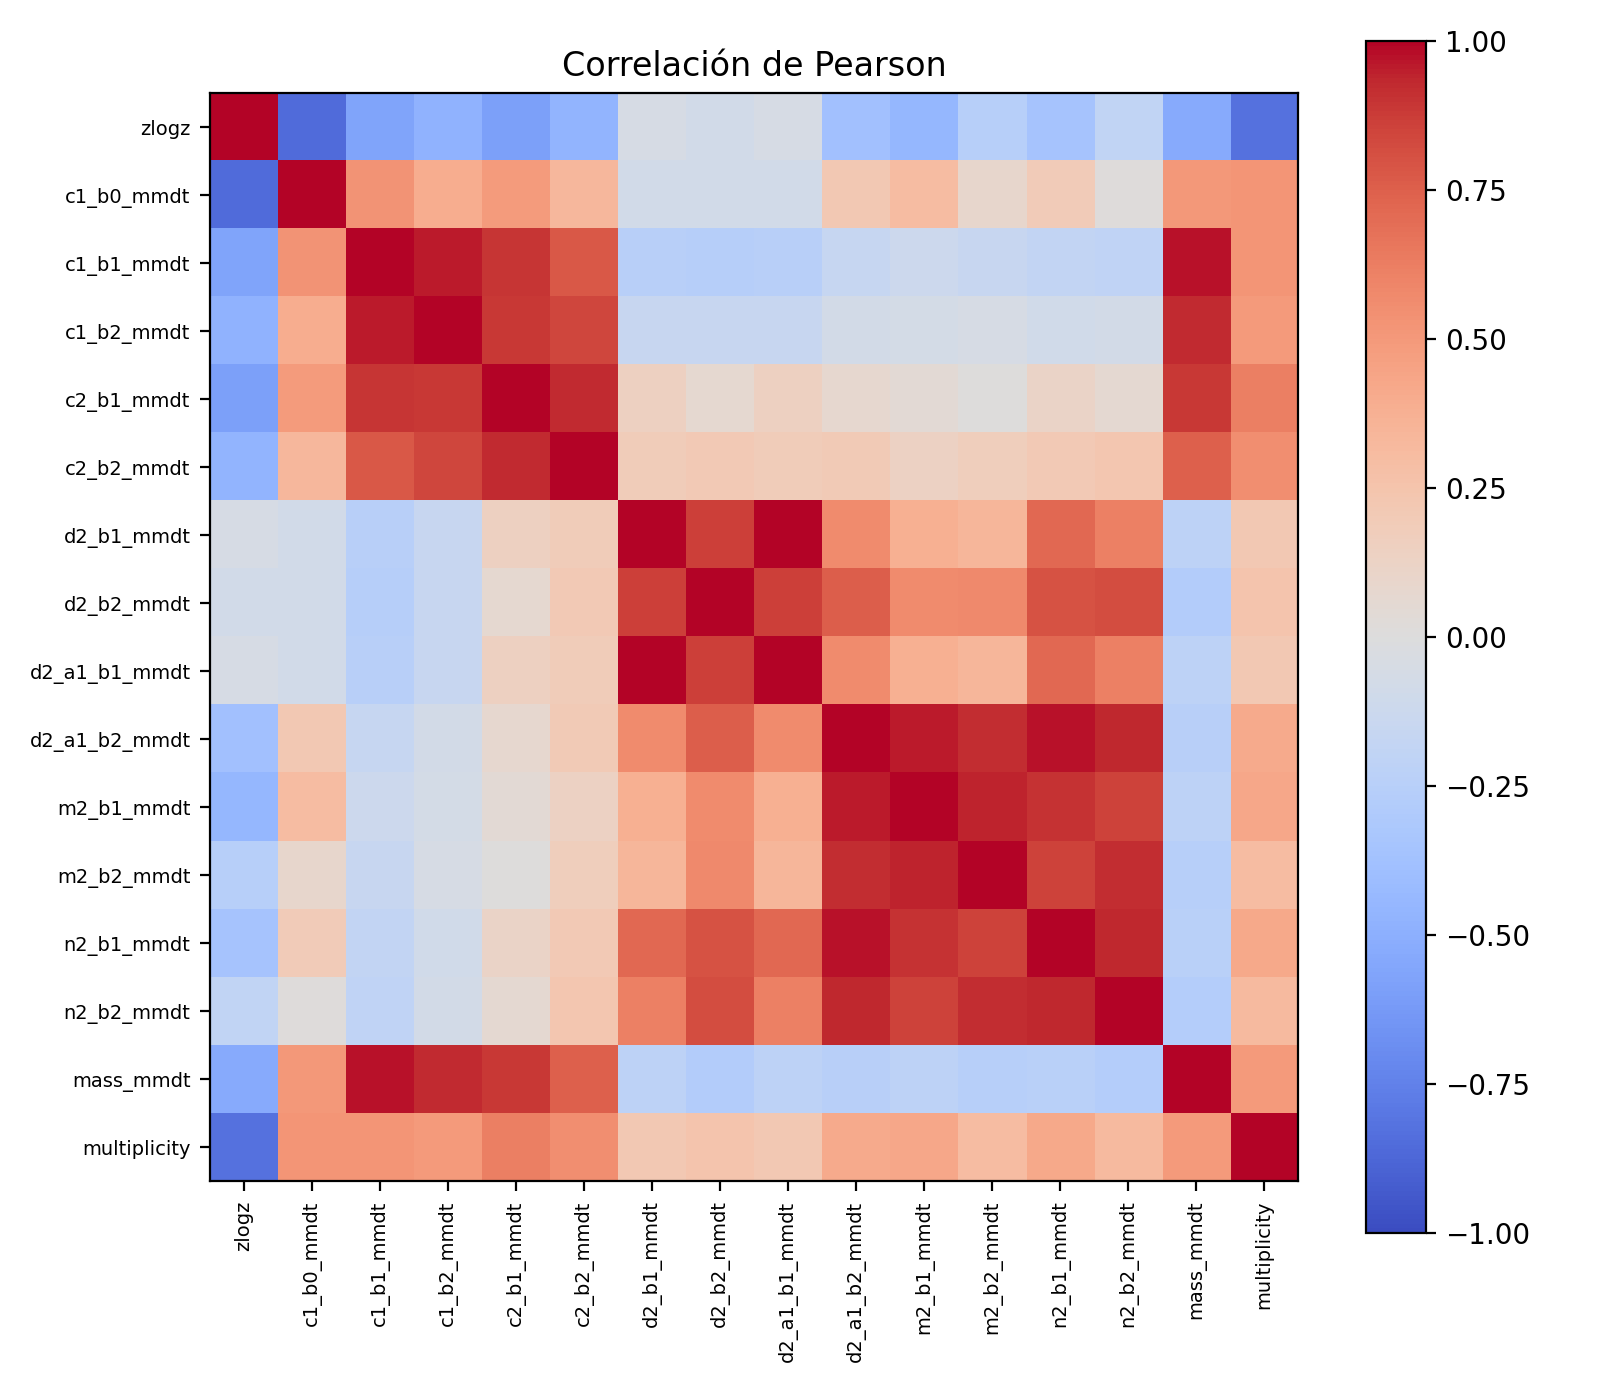 Correlación de Pearson
zlogz
c1_b0_mmdt
c1_b1_mmdt
c1_b2_mmdt
c2_b1_mmdt
c2_b2_mmdt
d2_b1_mmdt
d2_b2_mmdt
d2_a1_b1_mmdt
d2_a1_b2_mmdt
m2_b1_mmdt
m2_b2_mmdt
n2_b1_mmdt
n2_b2_mmdt
mass_mmdt
multiplicity
zlogz
c1_b0_mmdt
c1_b1_mmdt
c1_b2_mmdt
c2_b1_mmdt
c2_b2_mmdt
d2_b1_mmdt
d2_b2_mmdt
d2_a1_b1_mmdt
d2_a1_b2_mmdt
m2_b1_mmdt
m2_b2_mmdt
n2_b1_mmdt
n2_b2_mmdt
mass_mmdt
multiplicity
1.00
0.75
0.50
0.25
0.00
−0.25
−0.50
−0.75
−1.00